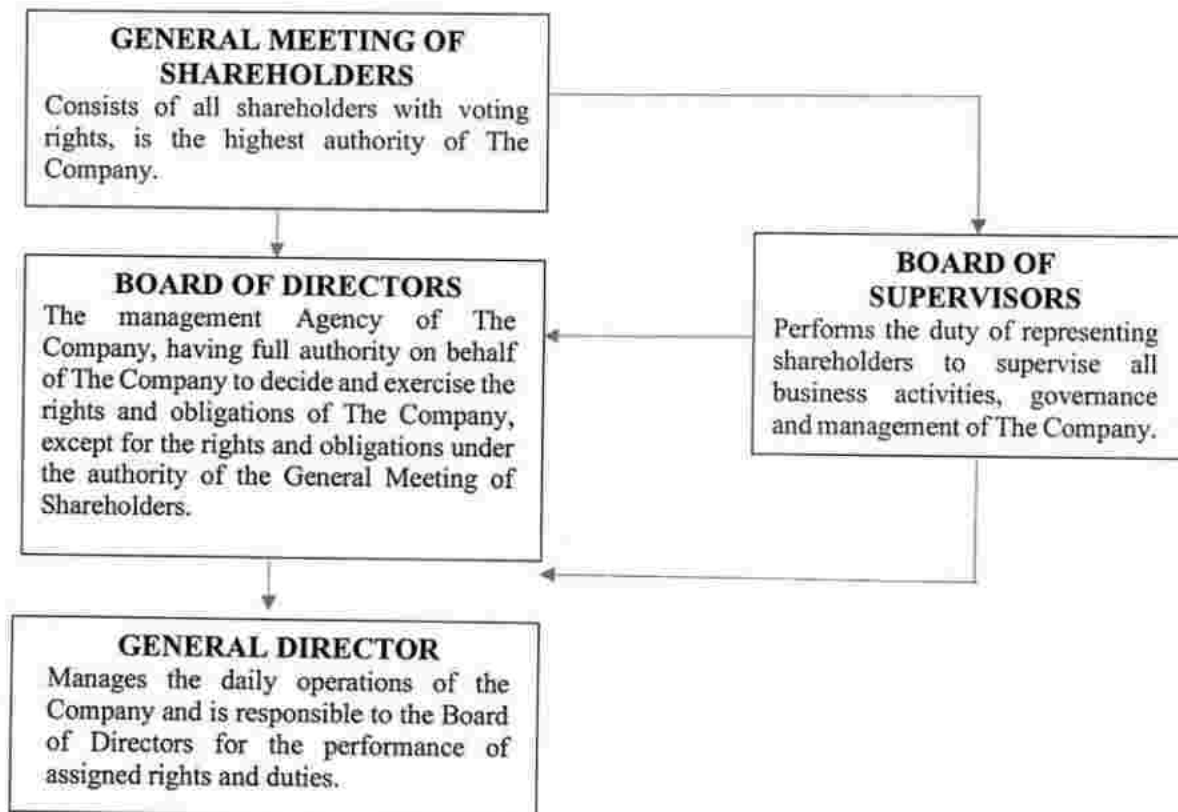 GENERAL MEETING OF
SHAREHOLDERS
Consists of all shareholders with voting
rights, is the highest authority of The
Company.
BOARD OF DIRECTORS
The management Agency of The
Company, having full authority on behalf
of The Company to decide and exercise the
rights and obligations of The Company,
except for the rights and obligations under
the authority of the General Meeting of
Shareholders.
BOARD OF
SUPERVISORS
Performs the duty of representing
shareholders to supervise all
business activities, governance
and management of The Company.
GENERAL DIRECTOR
Manages the daily operations of the
Company and is responsible to the Board
of Directors for the performance of
assigned rights and duties.